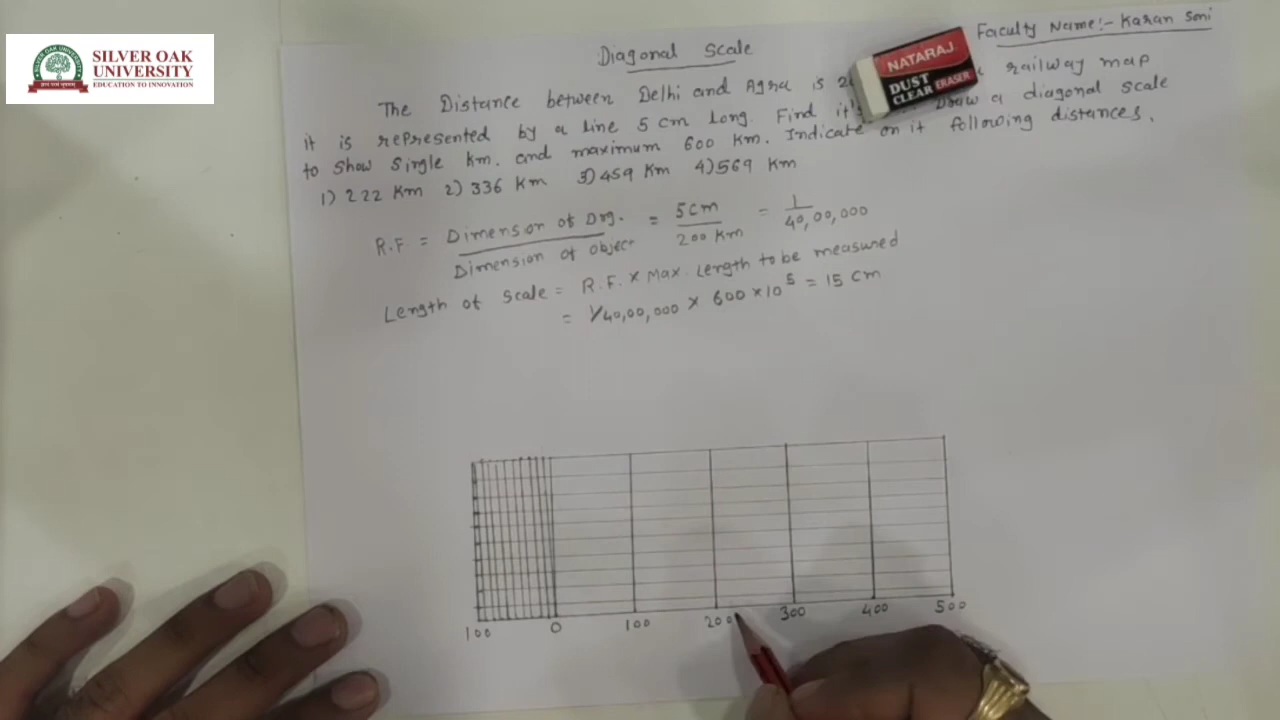 SILVER OAK
UNIVERSITY
EDUCATION TO INNOVATION
Faculty Name:- Karan Soni
Diagonal Scale
NATARAJ
DUST
CLEAR ERASER
The Distance between Delhi and Agra is railway map
it is represented by a line 5 cm long. Find it's Draw a diagonal scale
to show single km. and maximum 600 km. Indicate on it following distances.
1) 222 Km 2) 336 Km 3) 459 Km 4) 569 Km
R.F = Dimension of Drg. / Dimension of object = 5cm / 200 Km = 1 / 40,00,000
Length of Scale = R.F. × Max. Length to be measured
= 1/40,00,000 × 600 × 10^5 = 15 cm
100 0 100 200 300 400 500